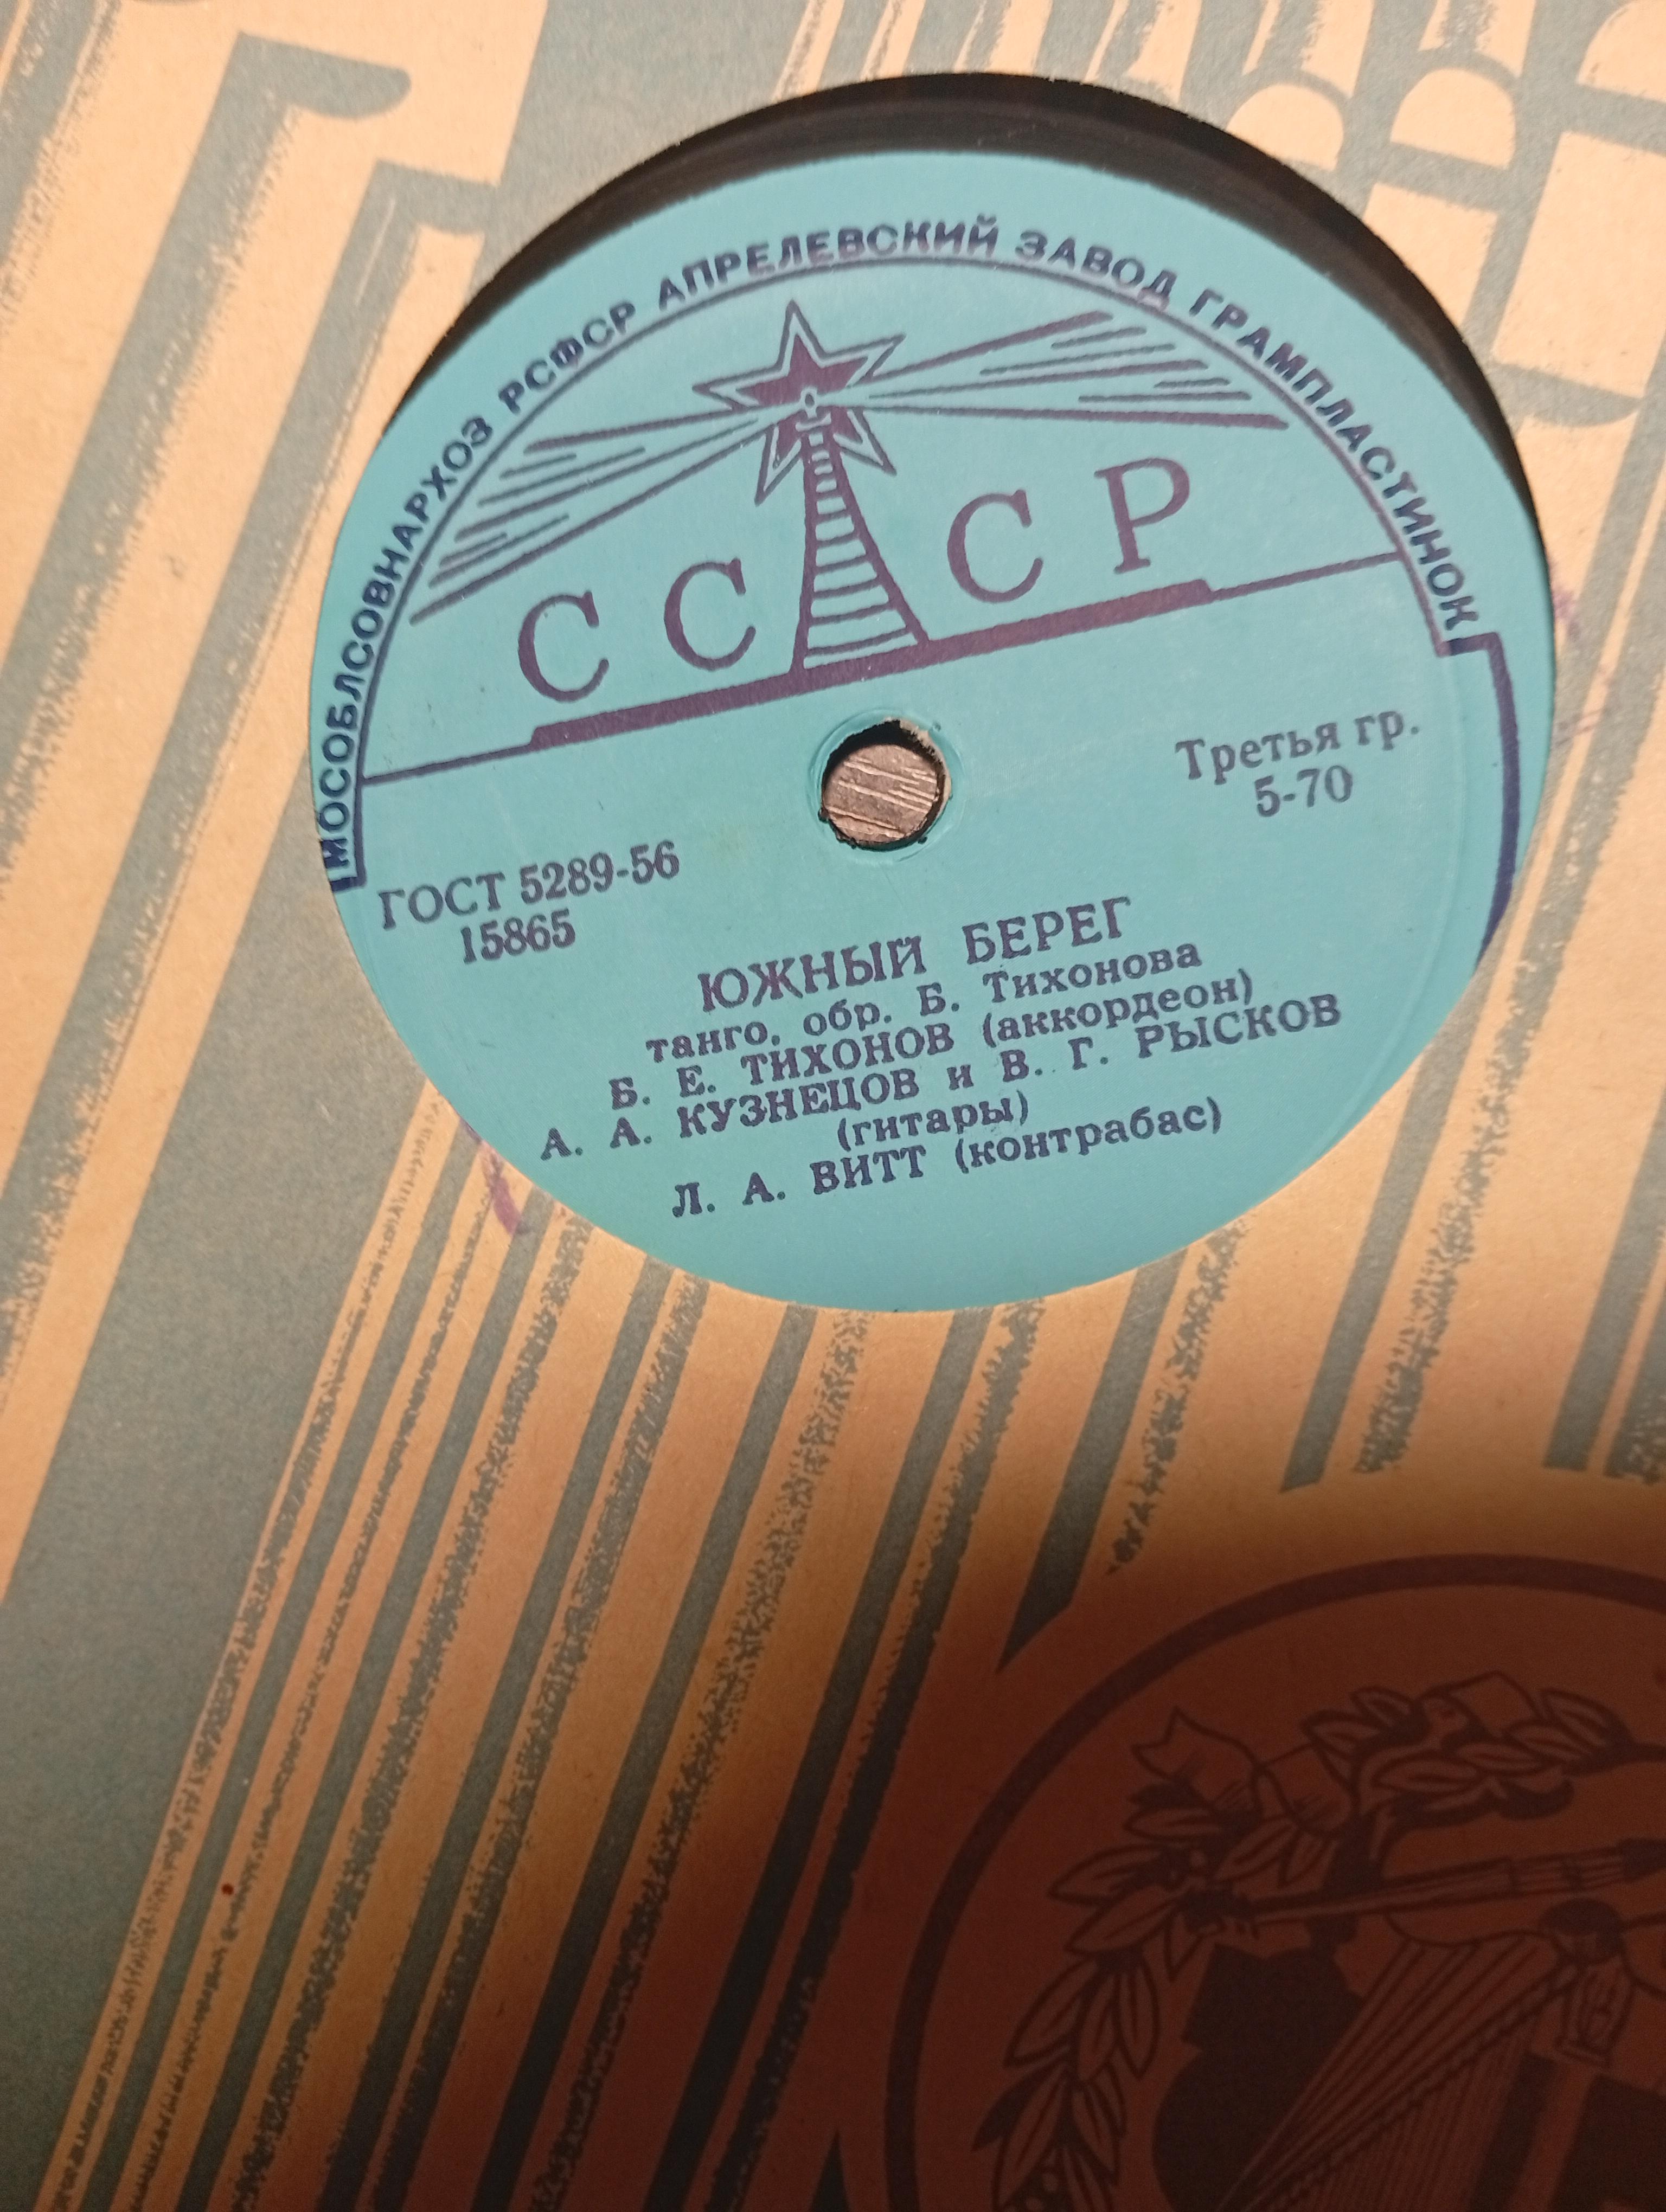 МОСОБЛСОВНАРХОЗ РСФСР АПРЕЛЕВСКИЙ ЗАВОД ГРАМПЛАСТИНОК
СССР
Третья гр.
5-70
ГОСТ 5289-56
15865
ЮЖНЫЙ БЕРЕГ
танго, обр. Б. Тихонова
Б. Е. ТИХОНОВ (аккордеон)
А. А. КУЗНЕЦОВ и В. Г. РЫСКОВ
(гитары)
Л. А. ВИТТ (контрабас)